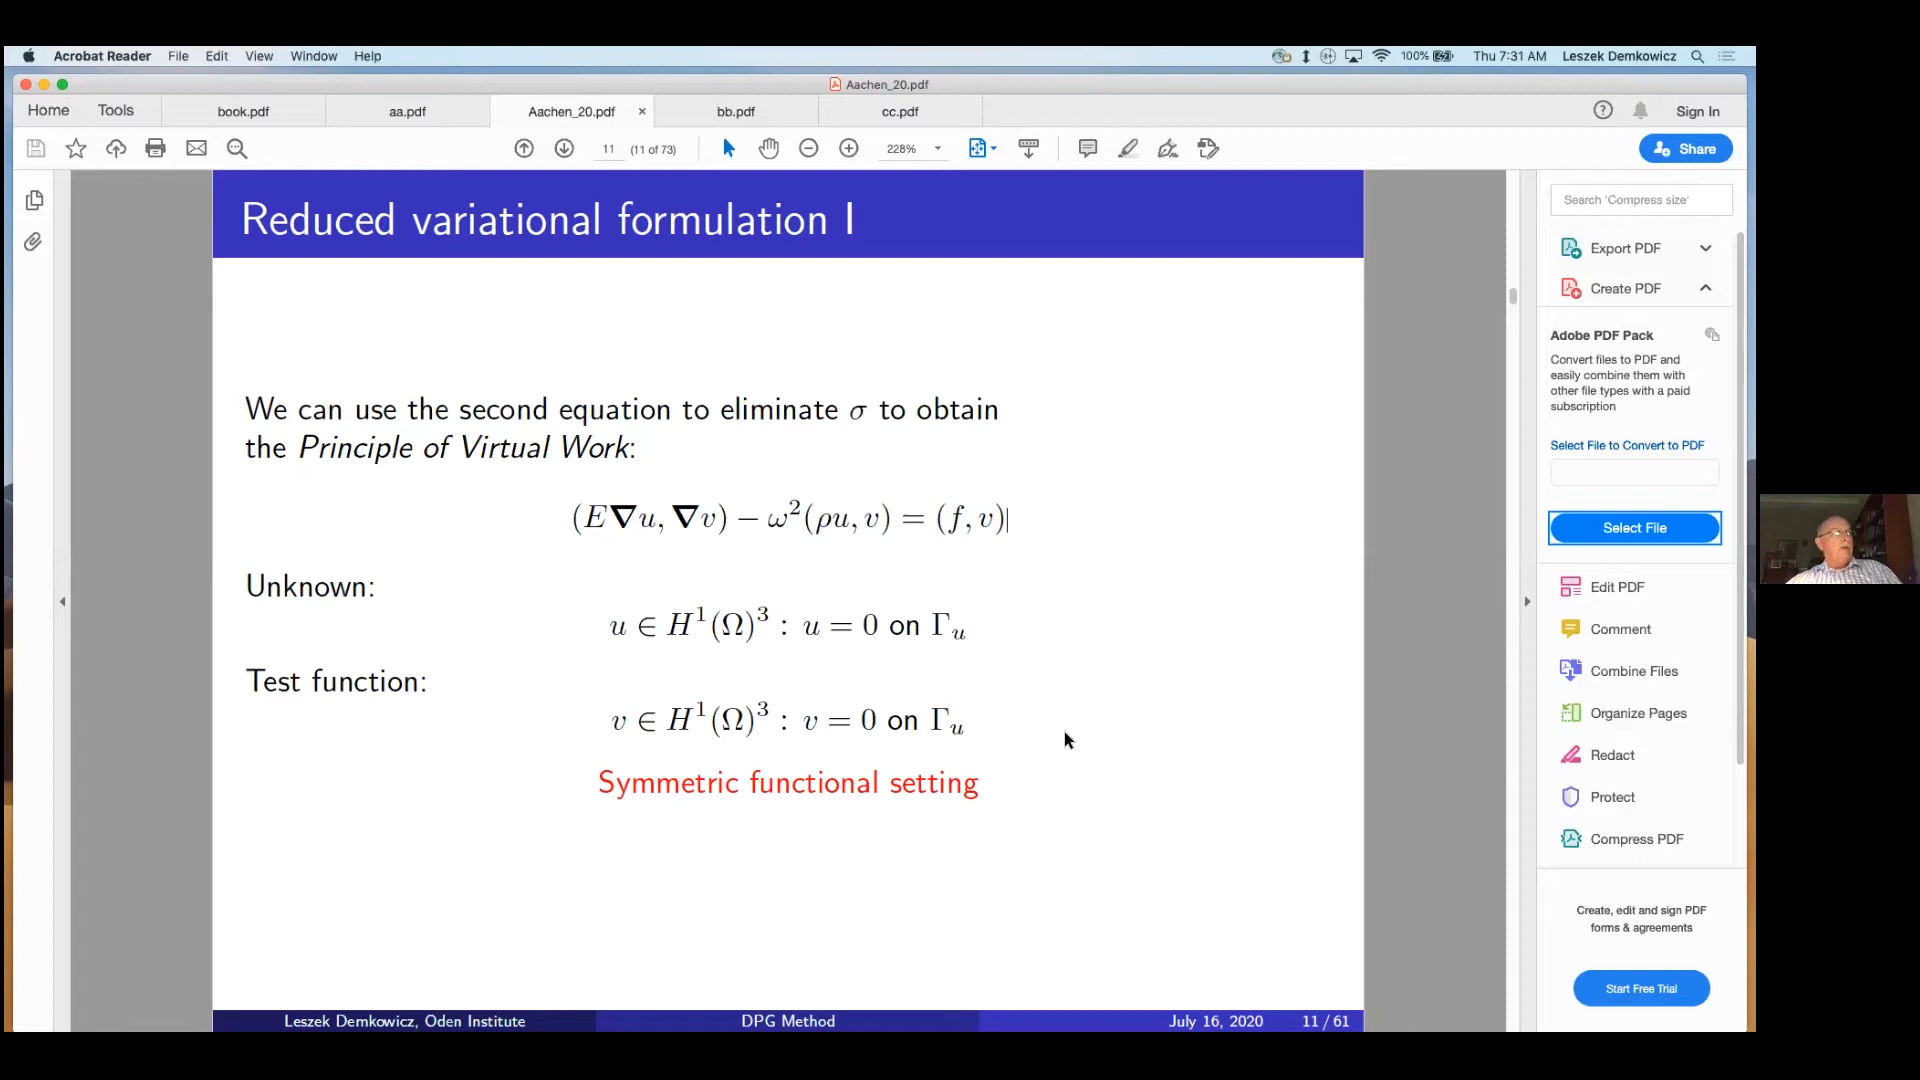 Acrobat Reader File Edit View Window Help 100% Thu 7:31 AM Leszek Demkowicz
Aachen_20.pdf
Home Tools book.pdf aa.pdf Aachen_20.pdf × bb.pdf cc.pdf Sign In
11 (11 of 73) 228% Share
Reduced variational formulation I
We can use the second equation to eliminate σ to obtain
the Principle of Virtual Work:
(E∇u, ∇v) − ω²(ρu, v) = (f, v)
Unknown:
u ∈ H¹(Ω)³ : u = 0 on Γᵤ
Test function:
v ∈ H¹(Ω)³ : v = 0 on Γᵤ
Symmetric functional setting
Leszek Demkowicz, Oden Institute DPG Method July 16, 2020 11 / 61
Search 'Compress size'
Export PDF
Create PDF
Adobe PDF Pack
Convert files to PDF and
easily combine them with
other file types with a paid
subscription
Select File to Convert to PDF
Select File
Edit PDF
Comment
Combine Files
Organize Pages
Redact
Protect
Compress PDF
Create, edit and sign PDF
forms & agreements
Start Free Trial